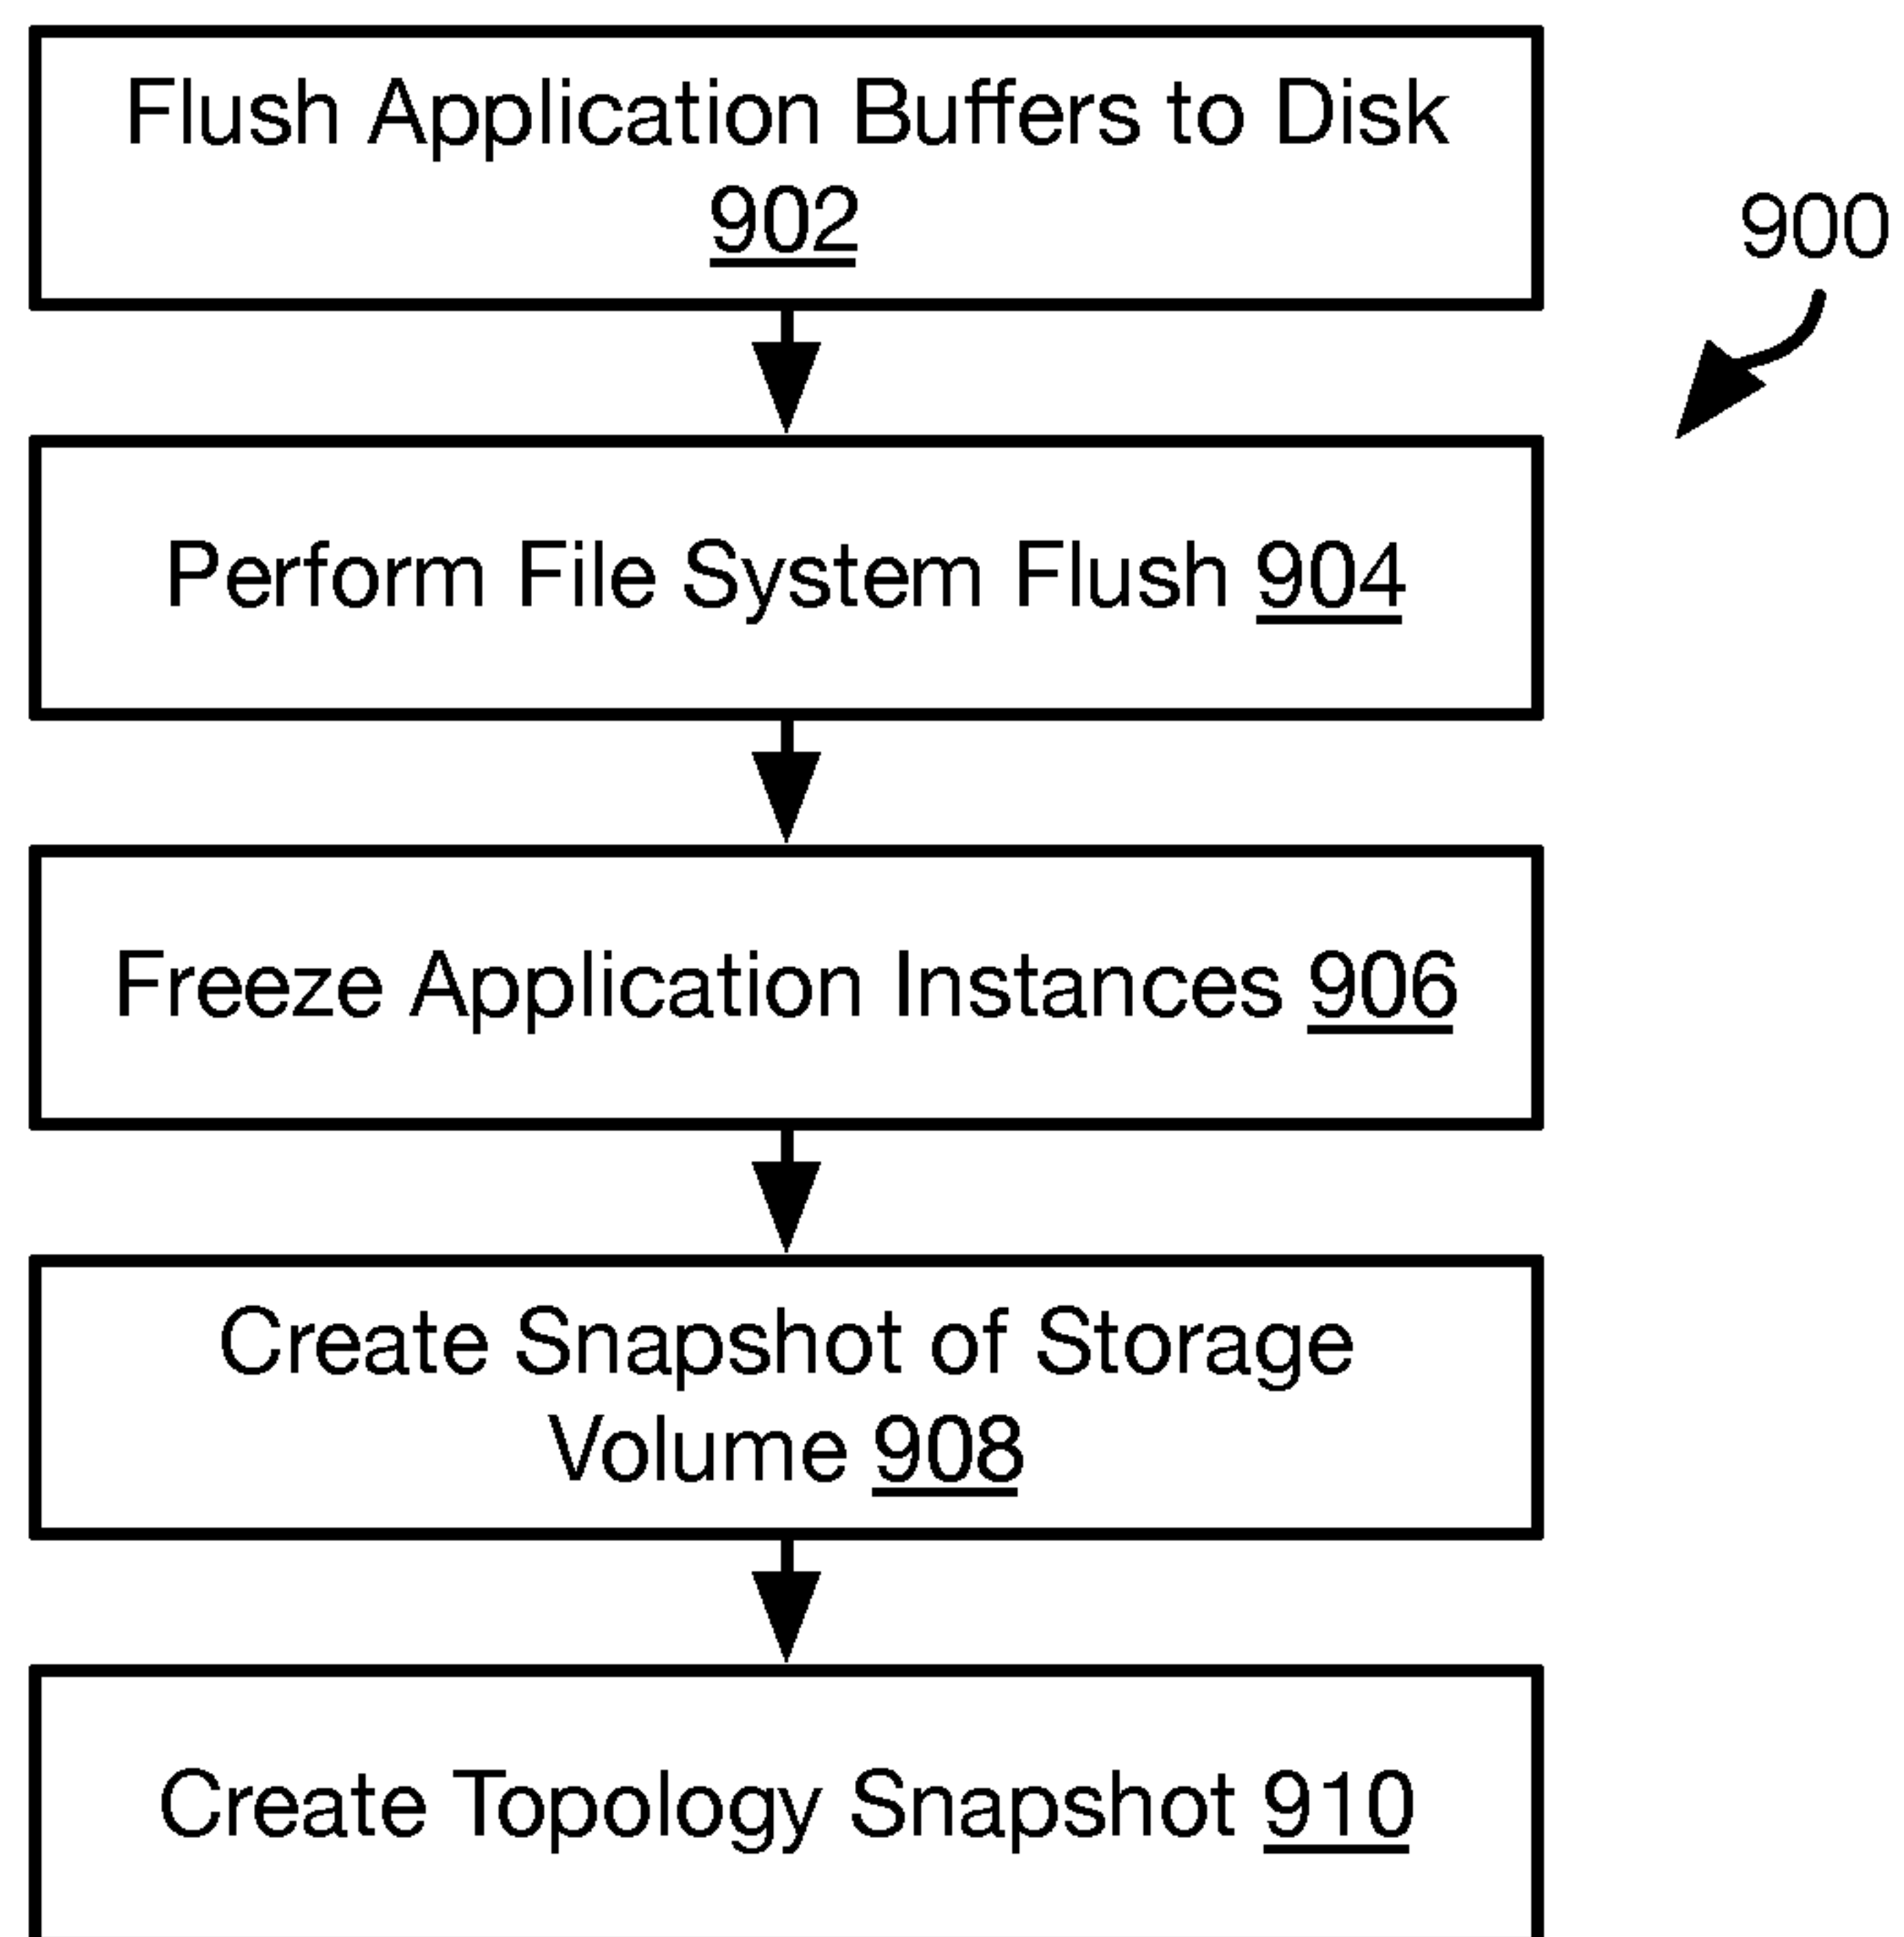 Flush Application Buffers to Disk
902
900
Perform File System Flush 904
Freeze Application Instances 906
Create Snapshot of Storage
Volume 908
Create Topology Snapshot 910